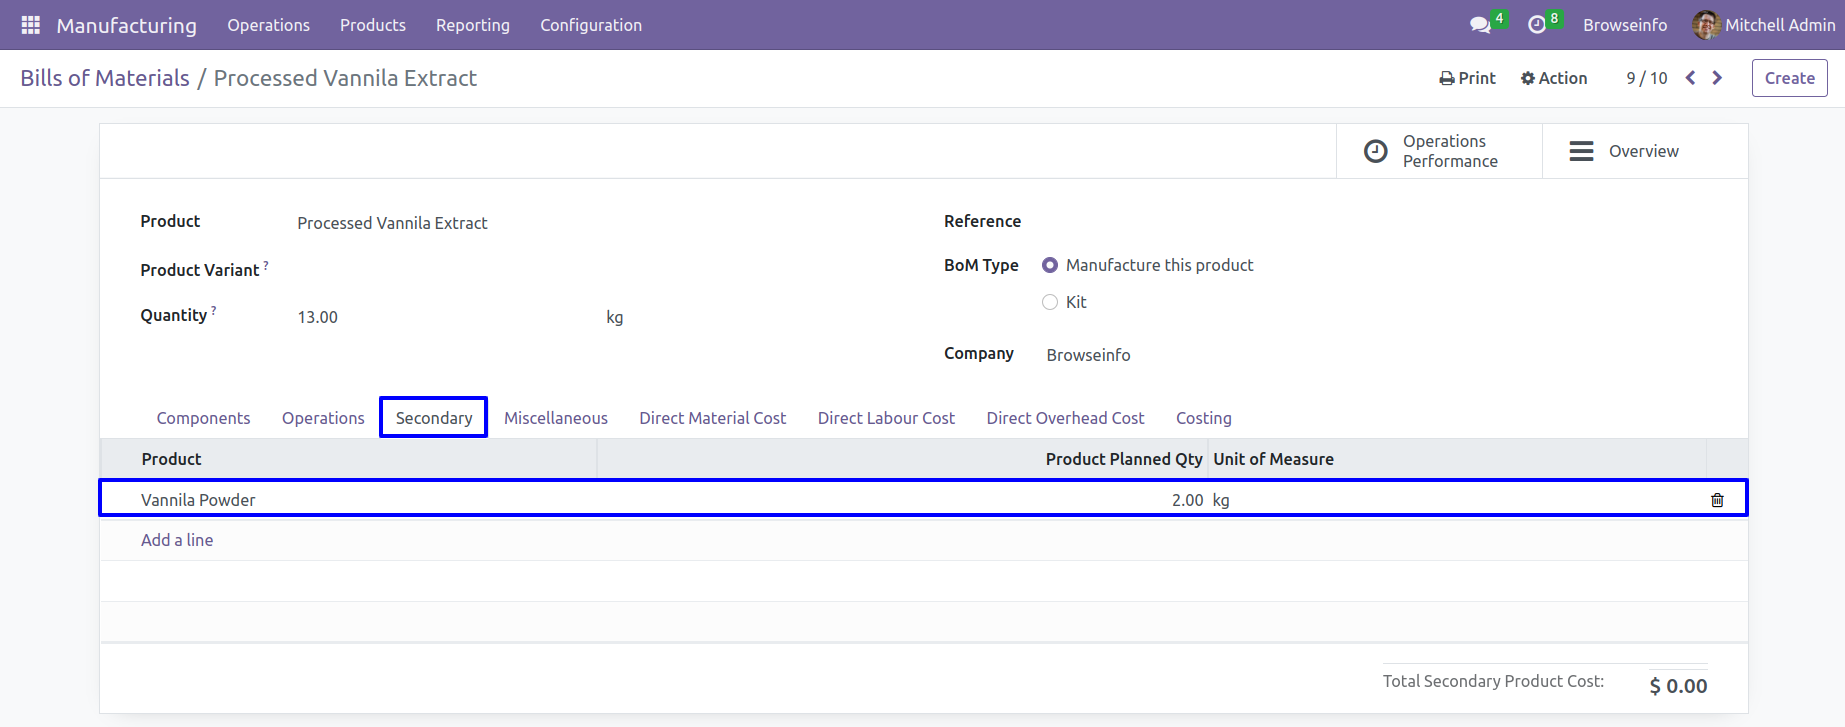 Manufacturing Operations Products Reporting Configuration 4 8 Browseinfo Mitchell Admin
Bills of Materials / Processed Vannila Extract Print Action 9 / 10 Create
Operations Performance
Overview
Product Processed Vannila Extract
Product Variant ?
Quantity ? 13.00 kg
Reference
BoM Type Manufacture this product
Kit
Company Browseinfo
Components Operations Secondary Miscellaneous Direct Material Cost Direct Labour Cost Direct Overhead Cost Costing
Product Product Planned Qty Unit of Measure
Vannila Powder 2.00 kg
Add a line
Total Secondary Product Cost: $ 0.00